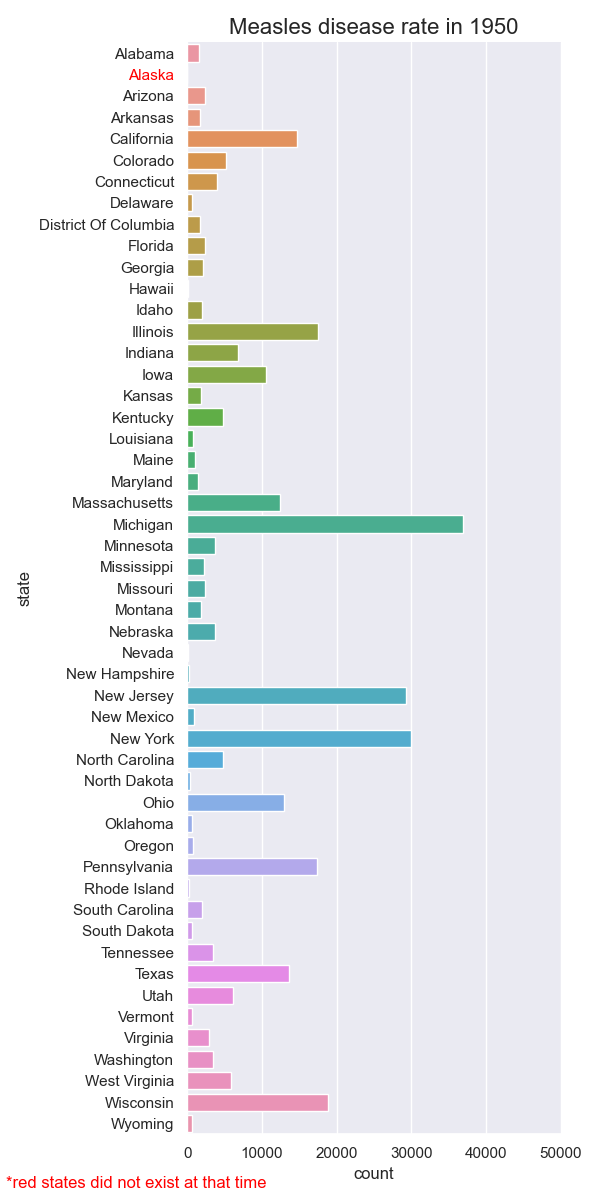 Measles disease rate in 1950
Alabama
Alaska
Arizona
Arkansas
California
Colorado
Connecticut
Delaware
District Of Columbia
Florida
Georgia
Hawaii
Idaho
Illinois
Indiana
Iowa
Kansas
Kentucky
Louisiana
Maine
Maryland
Massachusetts
Michigan
Minnesota
Mississippi
Missouri
Montana
Nebraska
Nevada
New Hampshire
New Jersey
New Mexico
New York
North Carolina
North Dakota
Ohio
Oklahoma
Oregon
Pennsylvania
Rhode Island
South Carolina
South Dakota
Tennessee
Texas
Utah
Vermont
Virginia
Washington
West Virginia
Wisconsin
Wyoming
state
0 10000 20000 30000 40000 50000
count
*red states did not exist at that time